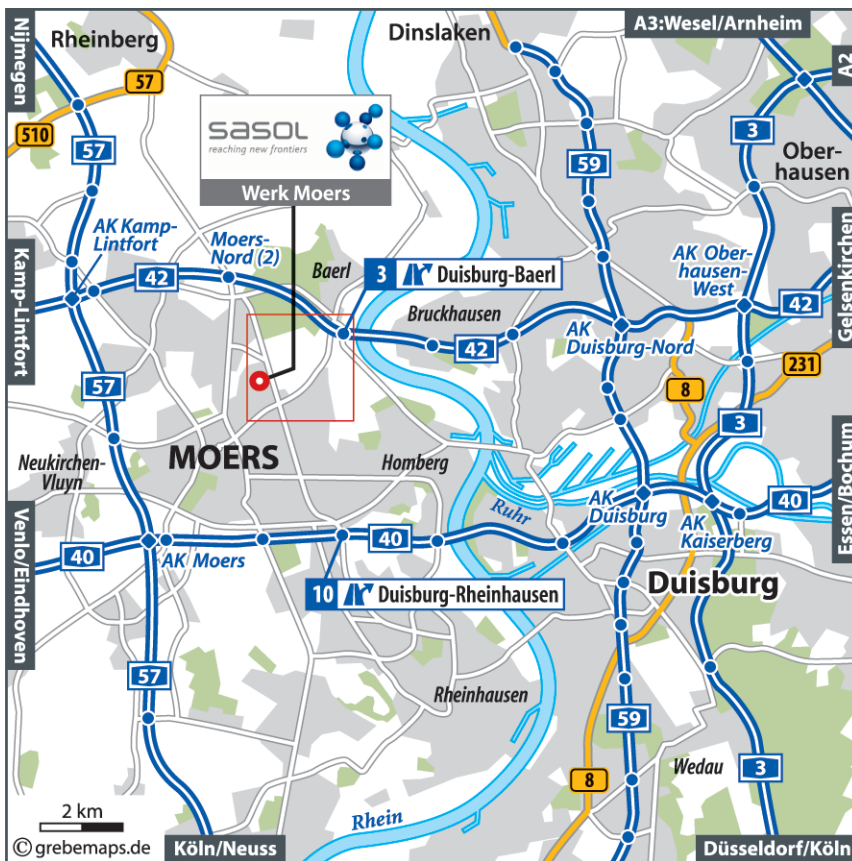 Nijmegen
Rheinberg
57
510
57
Dinslaken
A3:Wesel/Arnheim
A2
3
59
Ober-
hausen
sasol
reaching new frontiers
Werk Moers
AK Kamp-
Lintfort
Moers-
Nord (2)
Baerl
3 Duisburg-Baerl
Bruckhausen
AK Ober-
hausen-
West
Kamp-Lintfort
42
42
42
Gelsenkirchen
AK
Duisburg-Nord
231
8
57
3
MOERS
Neukirchen-
Vluyn
Homberg
Ruhr
AK
Duisburg
AK
Kaiserberg
40
Essen/Bochum
Venlo/Eindhoven
40
AK Moers
40
10 Duisburg-Rheinhausen
Duisburg
57
Rheinhausen
59
Wedau
8
3
2 km
Rhein
© grebemaps.de
Köln/Neuss
Düsseldorf/Köln